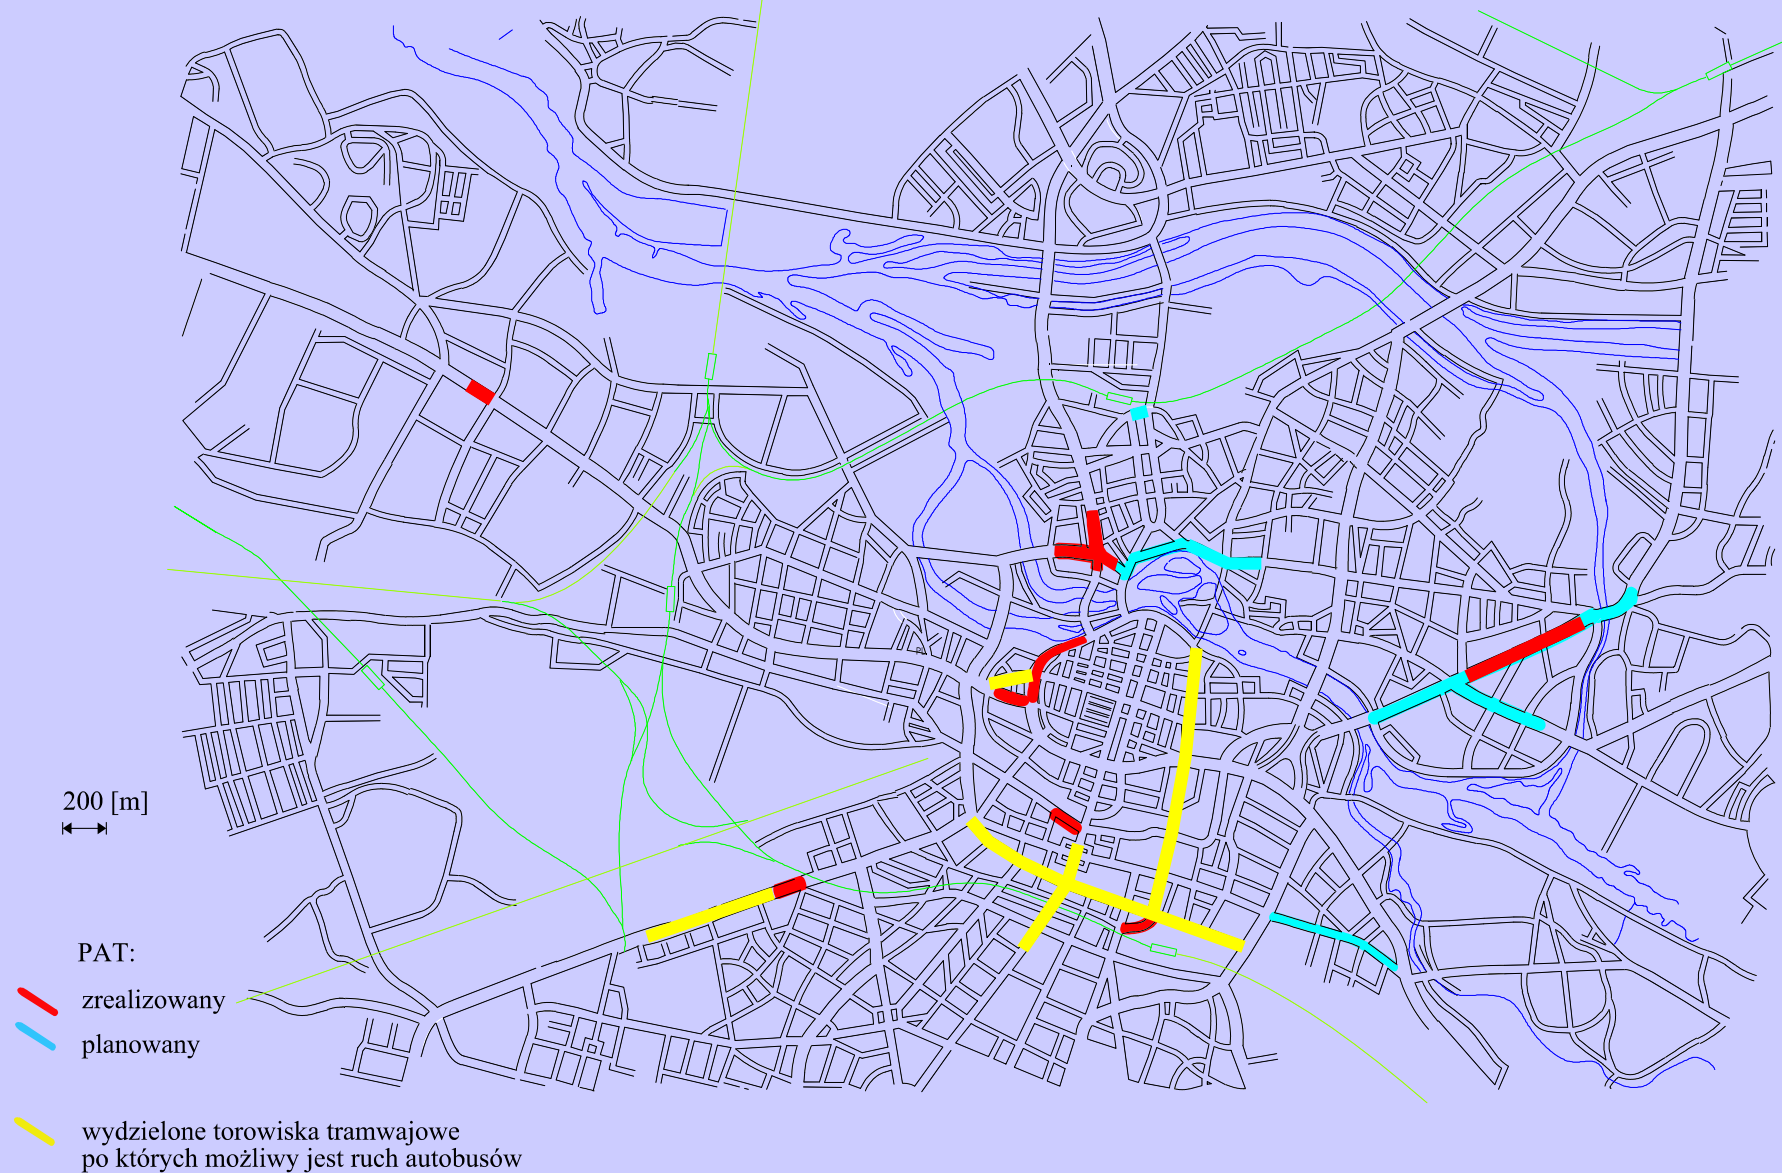 200 [m]
PAT:
zrealizowany
planowany
wydzielone torowiska tramwajowe
po których możliwy jest ruch autobusów